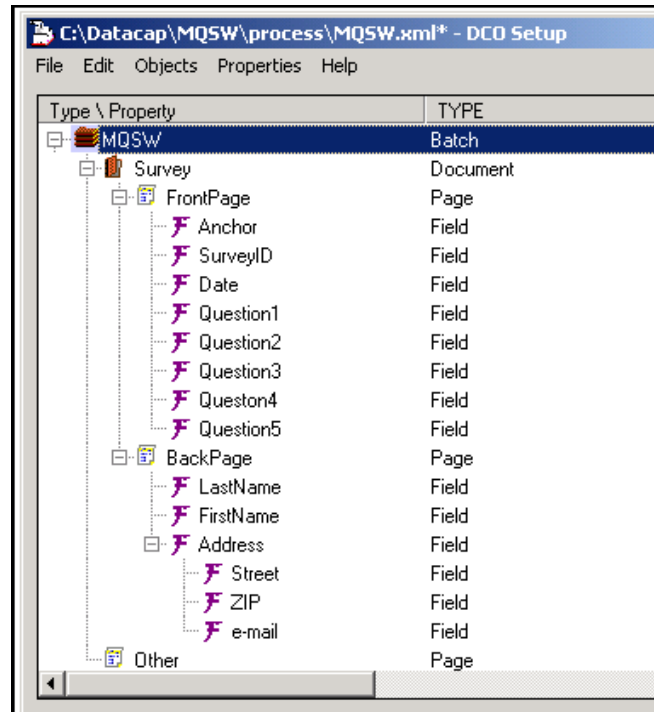 C:\Datacap\MQSW\process\MQSW.xml* - DCO Setup
File Edit Objects Properties Help
Type \ Property TYPE
MQSW Batch
Survey Document
FrontPage Page
Anchor Field
SurveyID Field
Date Field
Question1 Field
Question2 Field
Question3 Field
Queston4 Field
Question5 Field
BackPage Page
LastName Field
FirstName Field
Address Field
Street Field
ZIP Field
e-mail Field
Other Page